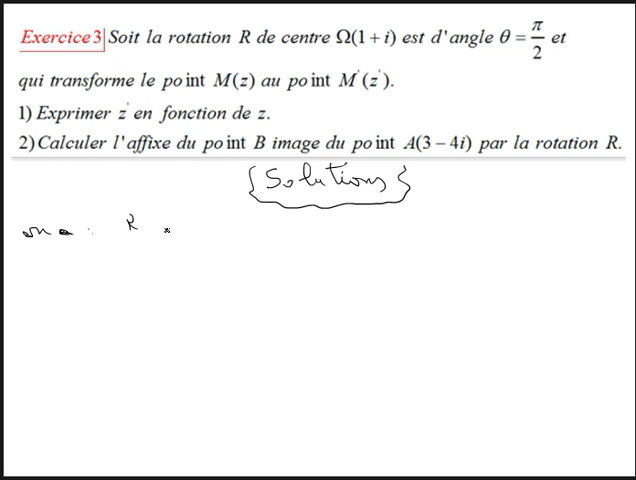 Exercice 3 Soit la rotation R de centre Ω(1+i) est d'angle θ = π/2 et
qui transforme le point M(z) au point M'(z').
1) Exprimer z' en fonction de z.
2) Calculer l'affixe du point B image du point A(3-4i) par la rotation R.
{Solutions}
on a : R